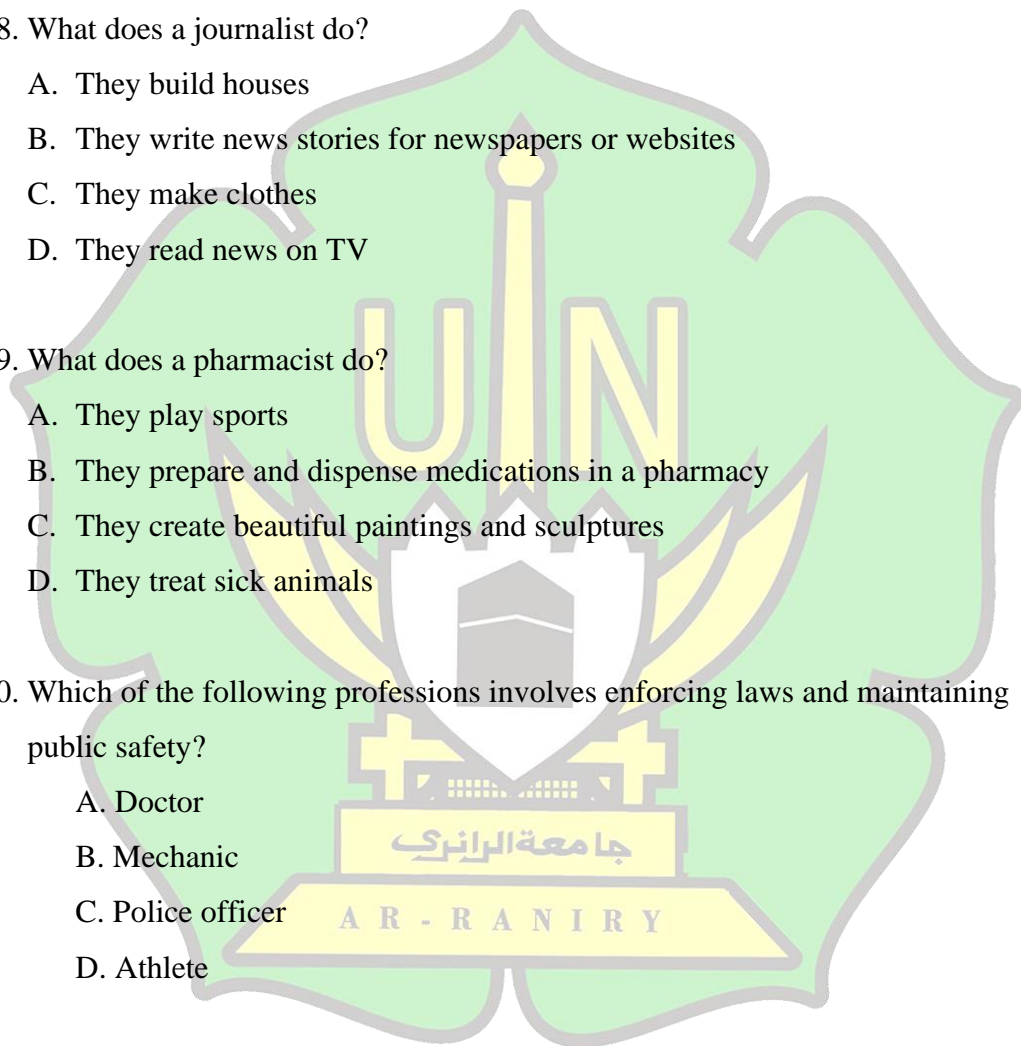 8. What does a journalist do?
A. They build houses
B. They write news stories for newspapers or websites
C. They make clothes
D. They read news on TV
9. What does a pharmacist do?
A. They play sports
B. They prepare and dispense medications in a pharmacy
C. They create beautiful paintings and sculptures
D. They treat sick animals
0. Which of the following professions involves enforcing laws and maintaining
public safety?
A. Doctor
B. Mechanic
C. Police officer
D. Athlete
UIN
جامعة الرانري
AR-RANIRY